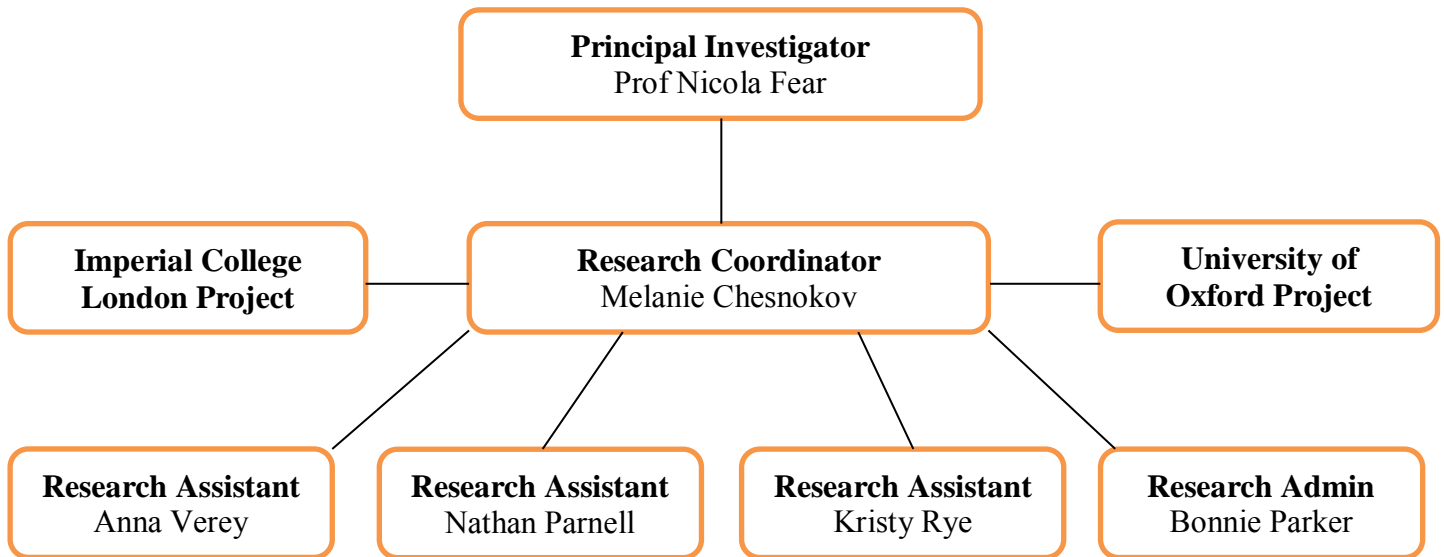 Principal Investigator
Prof Nicola Fear
Imperial College
London Project
Research Coordinator
Melanie Chesnokov
University of
Oxford Project
Research Assistant
Anna Verey
Research Assistant
Nathan Parnell
Research Assistant
Kristy Rye
Research Admin
Bonnie Parker